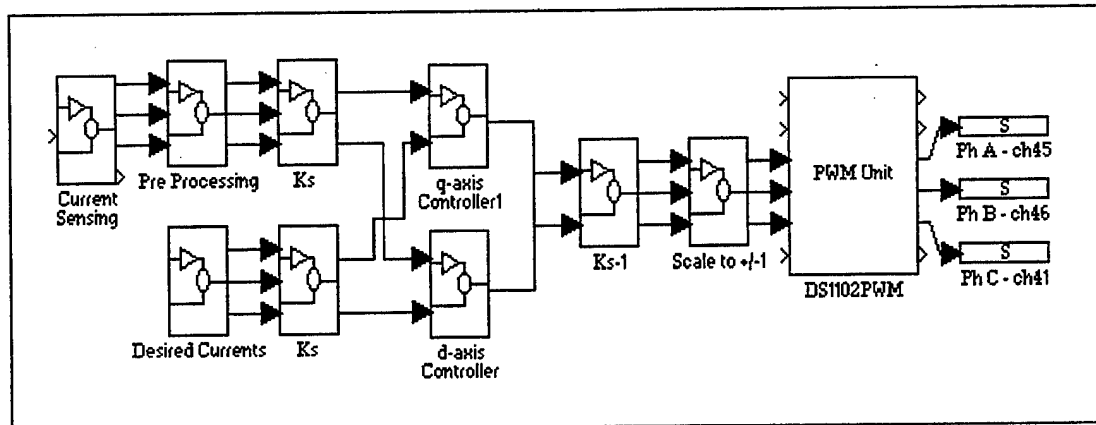 Current
Sensing
Pre Processing
Ks
q-axis
Controller1
Desired Currents
Ks
d-axis
Controller
Ks-1
Scale to +/-1
PWM Unit
DS1102PWM
S
Ph A - ch45
S
Ph B - ch46
S
Ph C - ch41